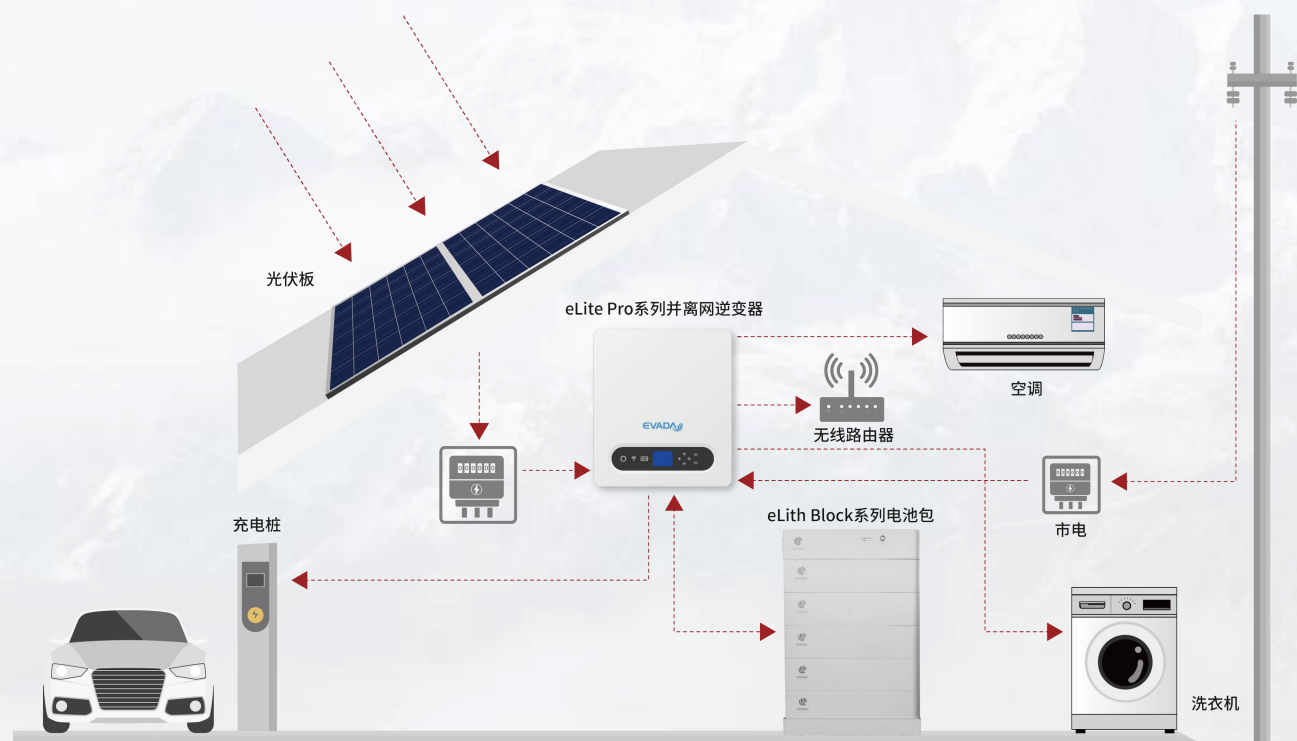 光伏板
eLite Pro系列并离网逆变器
EVADA
空调
无线路由器
充电桩
eLith Block系列电池包
市电
洗衣机